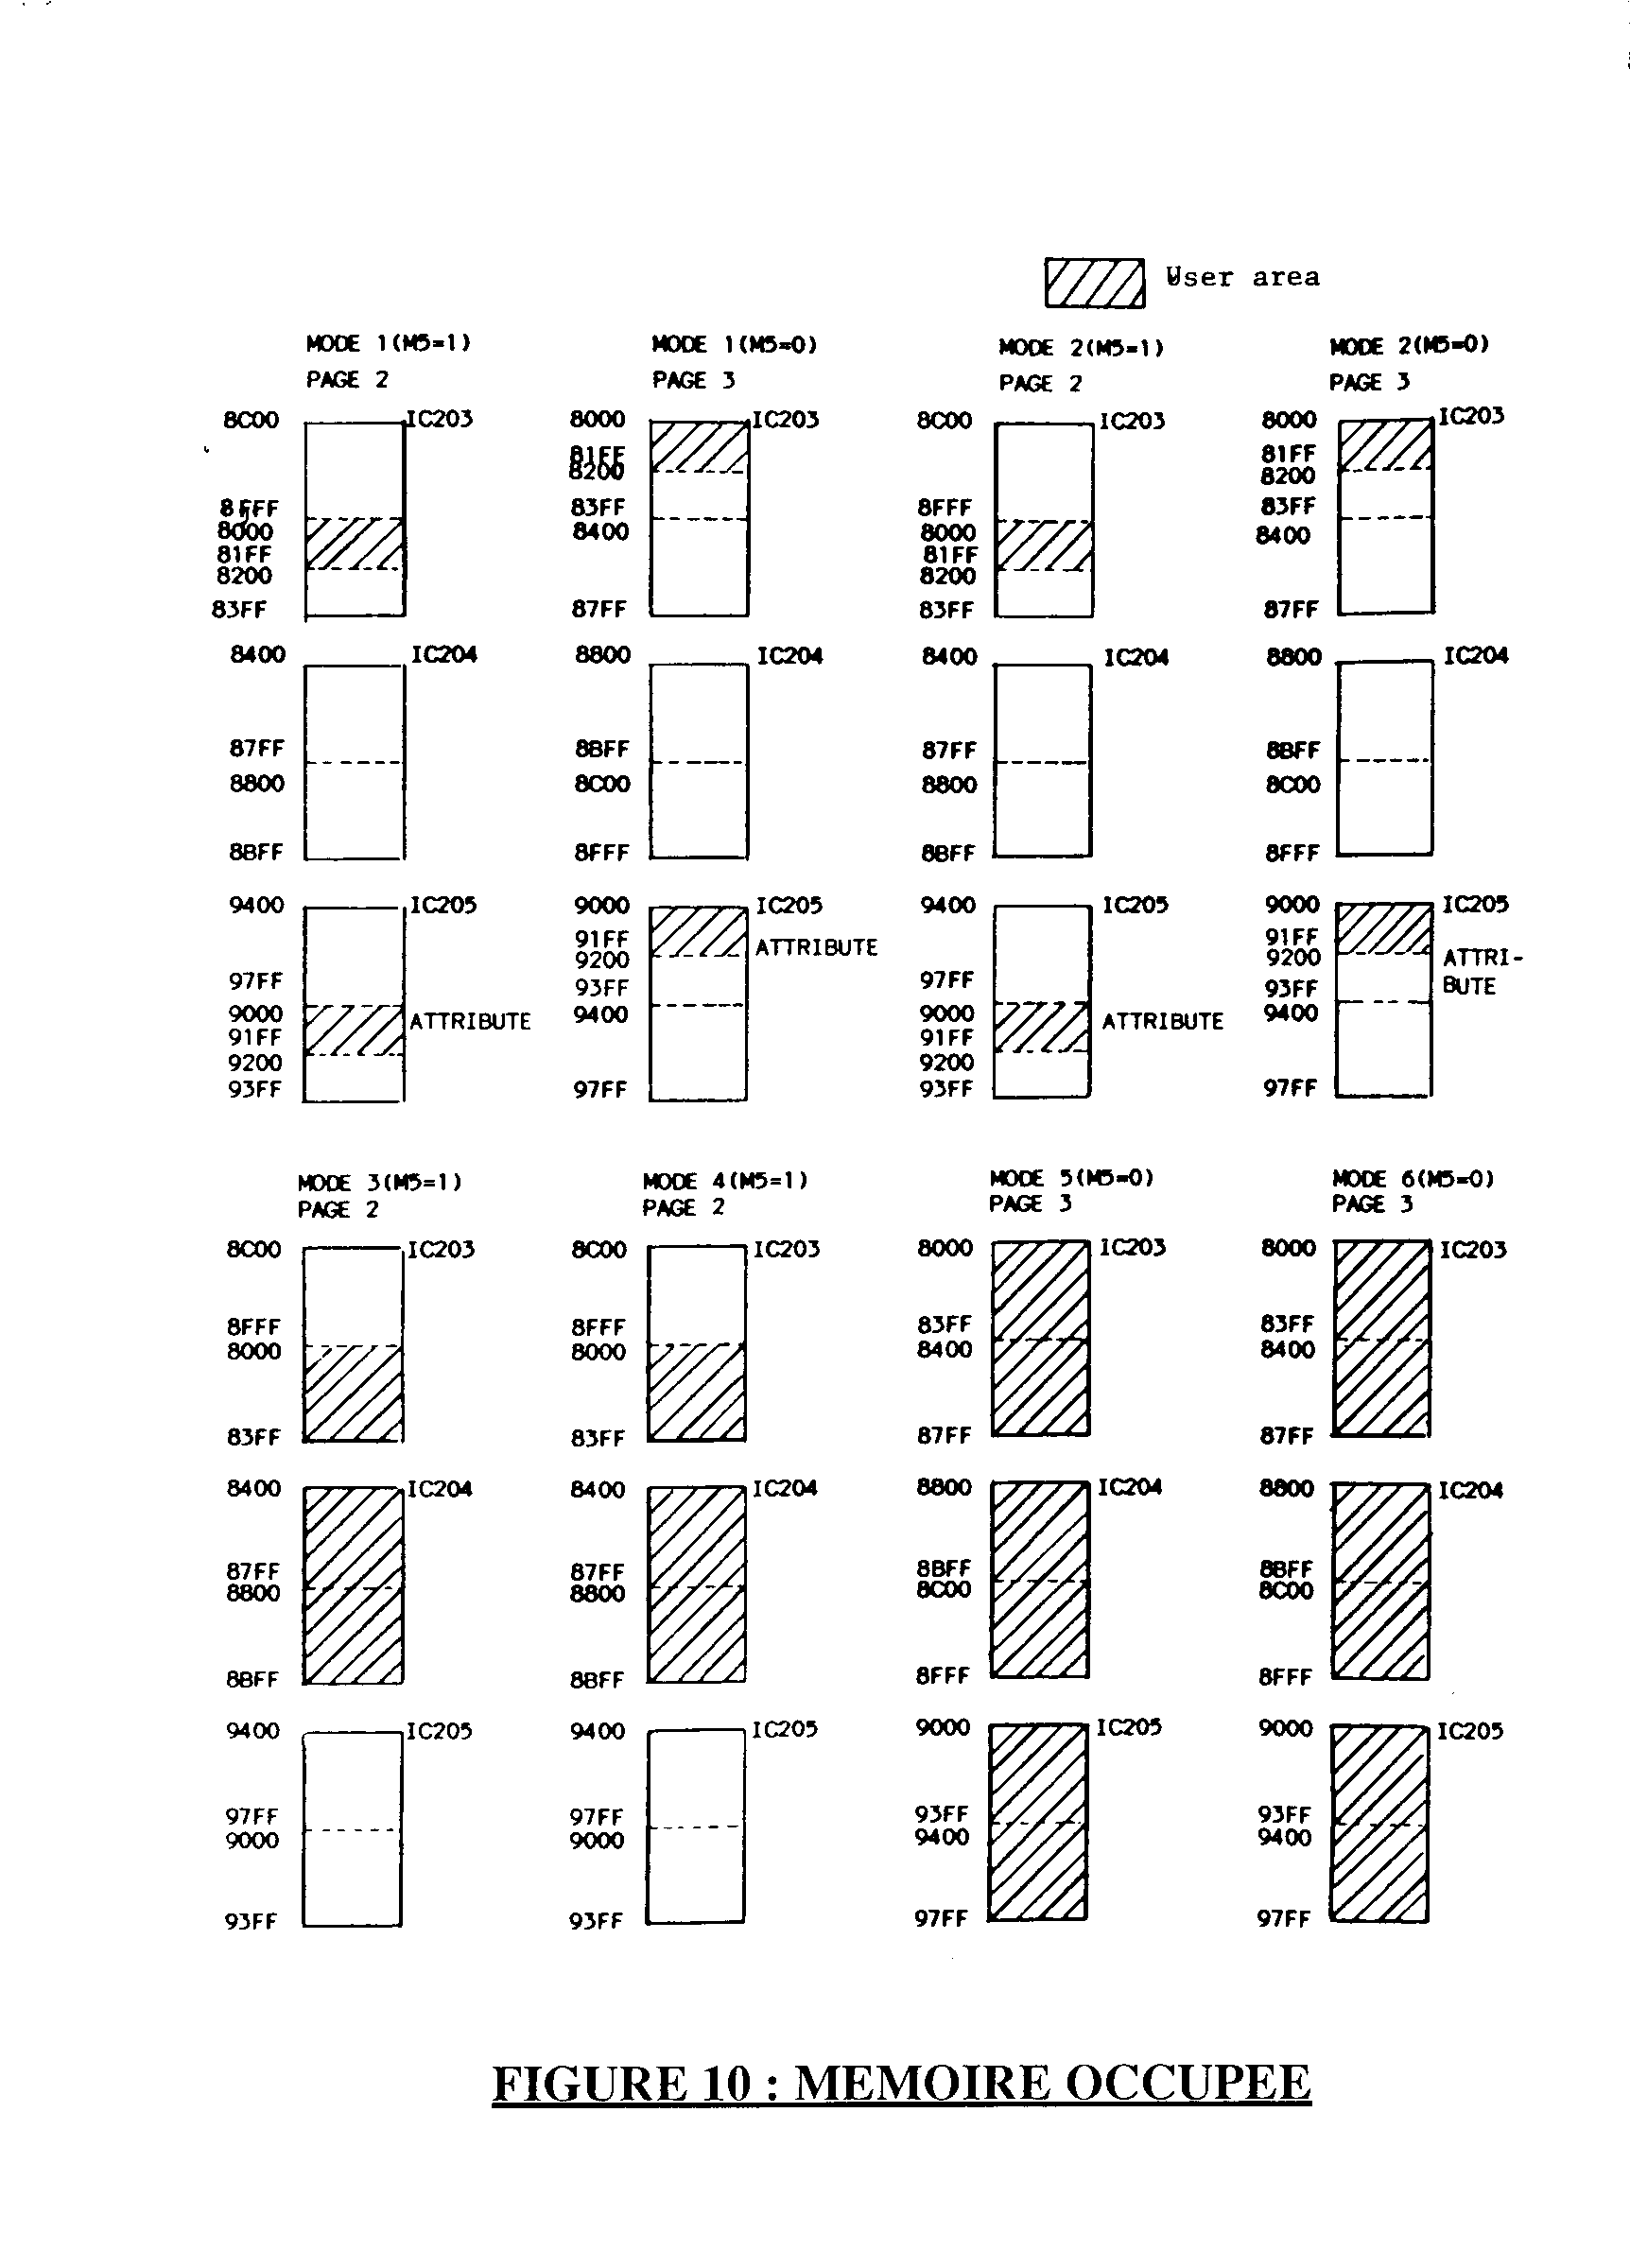 User area
MODE 1(M5=1) MODE 1(M5=0) MODE 2(M5=1) MODE 2(M5=0)
PAGE 2 PAGE 3 PAGE 2 PAGE 3
8C00 IC203 8000 IC203 8C00 IC203 8000 IC203
81FF 81FF
8200 8200
8FFF 83FF 8FFF 83FF
8000 8400 8000 8400
81FF 81FF
8200 8200
83FF 87FF 83FF 87FF
8400 IC204 8800 IC204 8400 IC204 8800 IC204
87FF 8BFF 87FF 8BFF
8800 8C00 8800 8C00
8BFF 8FFF 8BFF 8FFF
9400 IC205 9000 IC205 9400 IC205 9000 IC205
91FF ATTRIBUTE 91FF
9200 9200 ATTRI-
97FF 93FF 97FF 93FF BUTE
9000 ATTRIBUTE 9400 9000 ATTRIBUTE 9400
91FF 91FF
9200 9200
93FF 97FF 93FF 97FF
MODE 3(M5=1) MODE 4(M5=1) MODE 5(M5=0) MODE 6(M5=0)
PAGE 2 PAGE 2 PAGE 3 PAGE 3
8C00 IC203 8C00 IC203 8000 IC203 8000 IC203
8FFF 8FFF 83FF 83FF
8000 8000 8400 8400
83FF 83FF 87FF 87FF
8400 IC204 8400 IC204 8800 IC204 8800 IC204
87FF 87FF 8BFF 8BFF
8800 8800 8C00 8C00
8BFF 8BFF 8FFF 8FFF
9400 IC205 9400 IC205 9000 IC205 9000 IC205
97FF 97FF 93FF 93FF
9000 9000 9400 9400
93FF 93FF 97FF 97FF
FIGURE 10 : MEMOIRE OCCUPEE